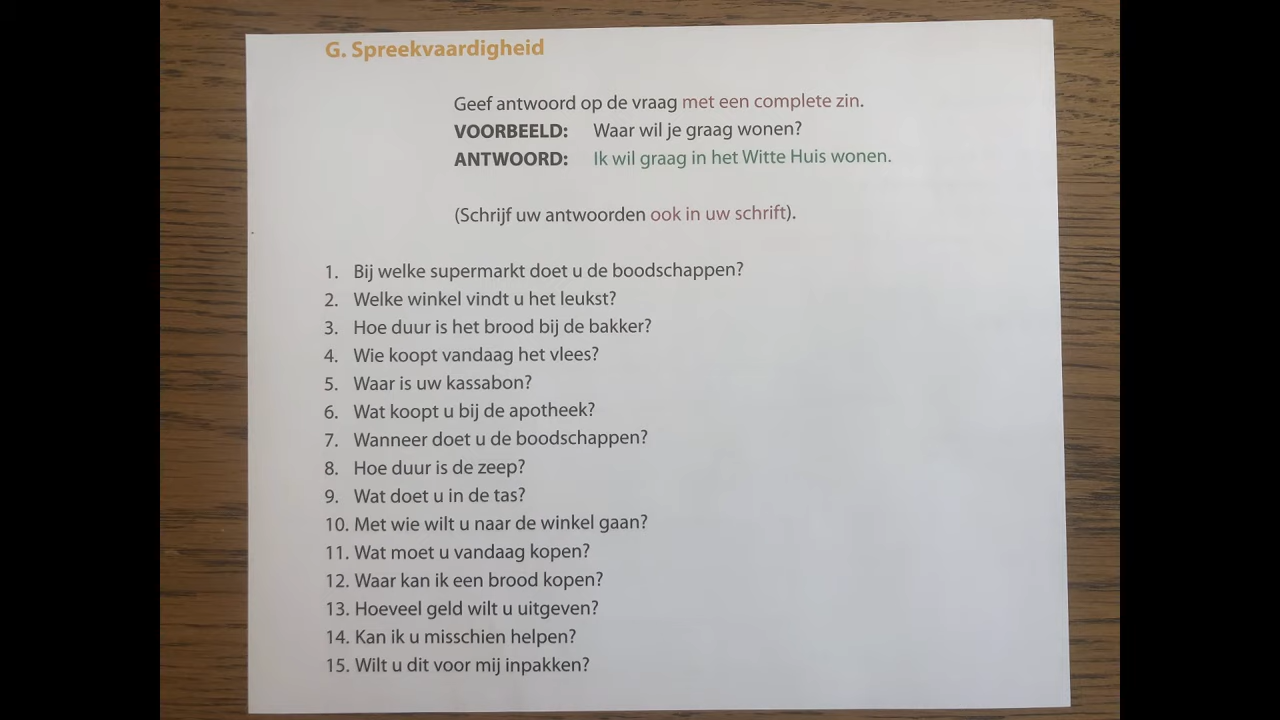 G. Spreekvaardigheid
Geef antwoord op de vraag met een complete zin.
VOORBEELD: Waar wil je graag wonen?
ANTWOORD: Ik wil graag in het Witte Huis wonen.
(Schrijf uw antwoorden ook in uw schrift).
1. Bij welke supermarkt doet u de boodschappen?
2. Welke winkel vindt u het leukst?
3. Hoe duur is het brood bij de bakker?
4. Wie koopt vandaag het vlees?
5. Waar is uw kassabon?
6. Wat koopt u bij de apotheek?
7. Wanneer doet u de boodschappen?
8. Hoe duur is de zeep?
9. Wat doet u in de tas?
10. Met wie wilt u naar de winkel gaan?
11. Wat moet u vandaag kopen?
12. Waar kan ik een brood kopen?
13. Hoeveel geld wilt u uitgeven?
14. Kan ik u misschien helpen?
15. Wilt u dit voor mij inpakken?